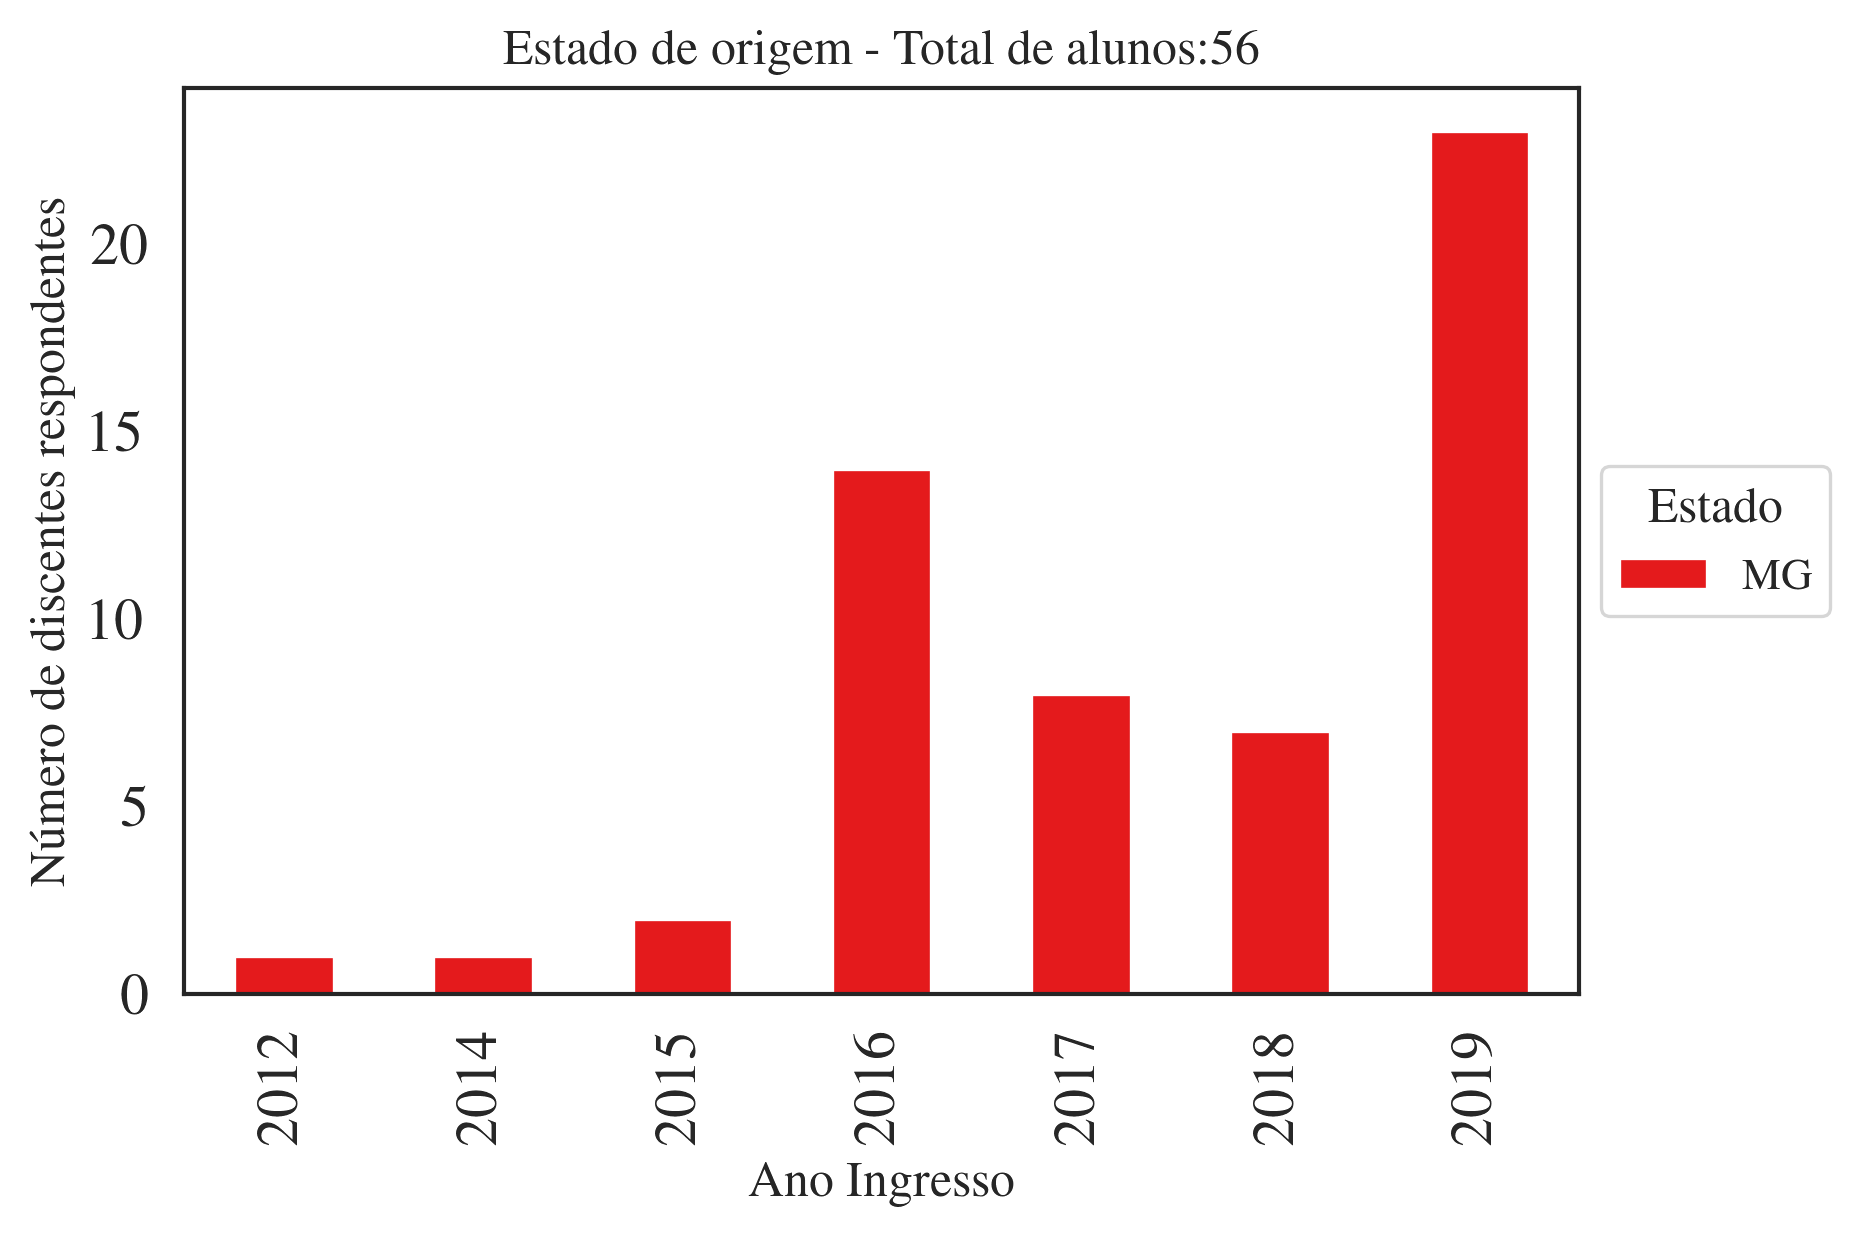 Estado de origem - Total de alunos:56
Número de discentes respondentes
20
15
10
5
0
2012
2014
2015
2016
2017
2018
2019
Ano Ingresso
Estado
MG